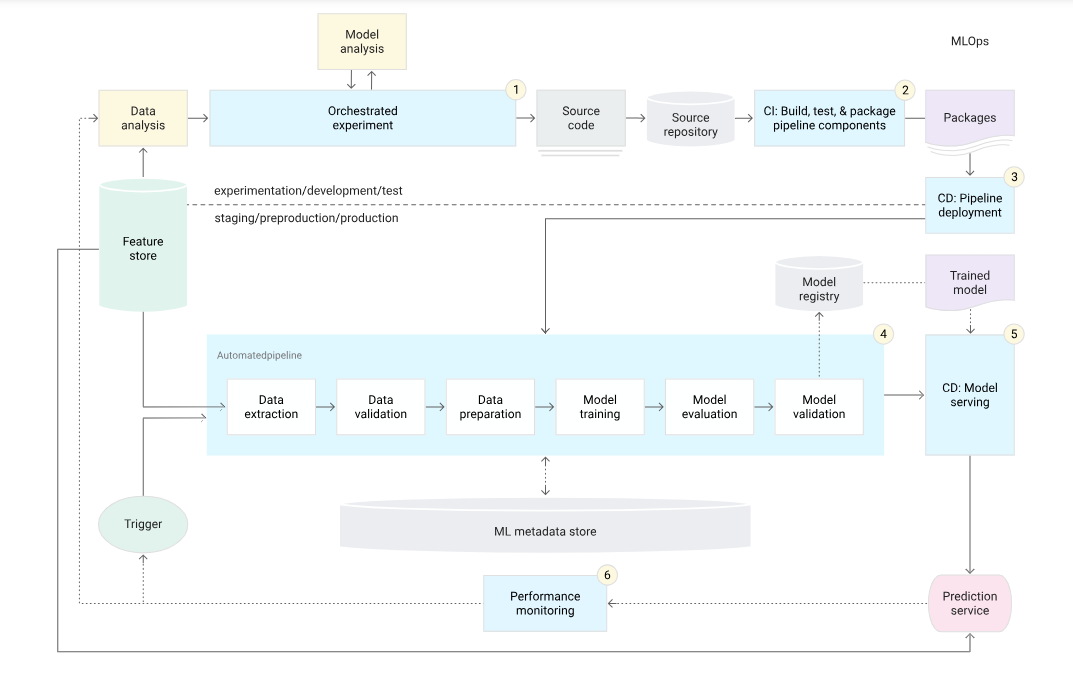 Model
analysis
MLOps
1
2
Data
analysis
Orchestrated
experiment
Source
code
Source
repository
CI: Build, test, & package
pipeline components
Packages
3
experimentation/development/test
CD: Pipeline
deployment
staging/preproduction/production
Feature
store
Model
registry
Trained
model
4
5
Automatedpipeline
Data
extraction
Data
validation
Data
preparation
Model
training
Model
evaluation
Model
validation
CD: Model
serving
Trigger
ML metadata store
6
Performance
monitoring
Prediction
service